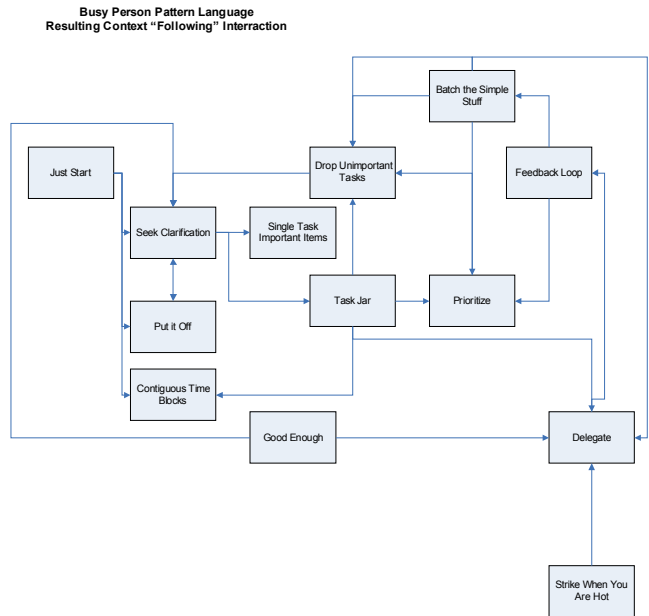 Busy Person Pattern Language
Resulting Context “Following” Interraction
Batch the Simple
Stuff
Just Start
Drop Unimportant
Tasks
Feedback Loop
Seek Clarification
Single Task
Important Items
Task Jar
Prioritize
Put it Off
Contiguous Time
Blocks
Good Enough
Delegate
Strike When You
Are Hot